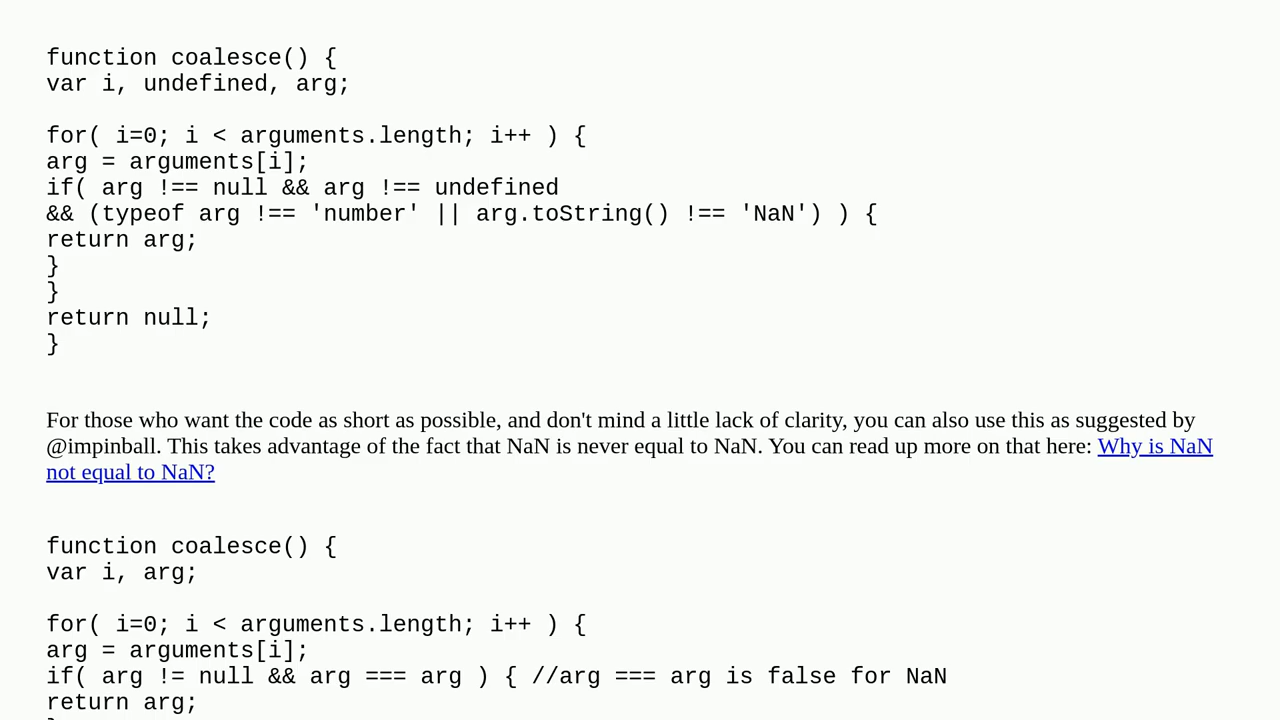 function coalesce() {
var i, undefined, arg;
for( i=0; i < arguments.length; i++ ) {
arg = arguments[i];
if( arg !== null && arg !== undefined
&& (typeof arg !== 'number' || arg.toString() !== 'NaN') ) {
return arg;
}
}
return null;
}
For those who want the code as short as possible, and don't mind a little lack of clarity, you can also use this as suggested by
@impinball. This takes advantage of the fact that NaN is never equal to NaN. You can read up more on that here: Why is NaN
not equal to NaN?
function coalesce() {
var i, arg;
for( i=0; i < arguments.length; i++ ) {
arg = arguments[i];
if( arg != null && arg === arg ) { //arg === arg is false for NaN
return arg;
}